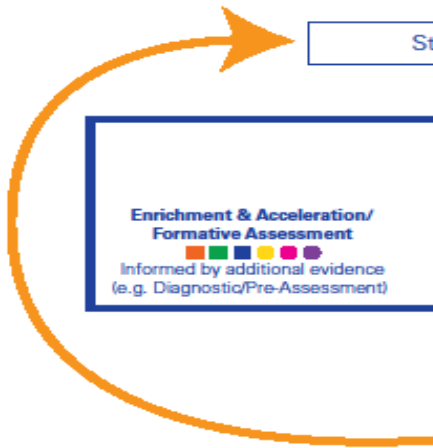 St
Enrichment & Acceleration/
Formative Assessment
Informed by additional evidence
(e.g. Diagnostic/Pre-Assessment)